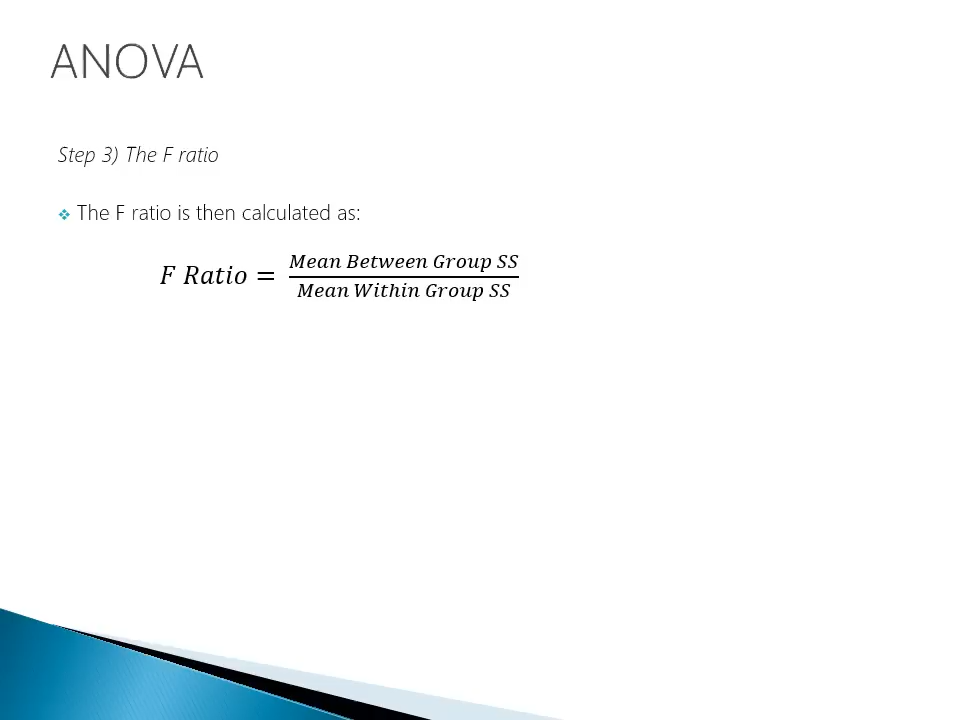 ANOVA
Step 3) The F ratio
❖ The F ratio is then calculated as:
F Ratio = Mean Between Group SS / Mean Within Group SS